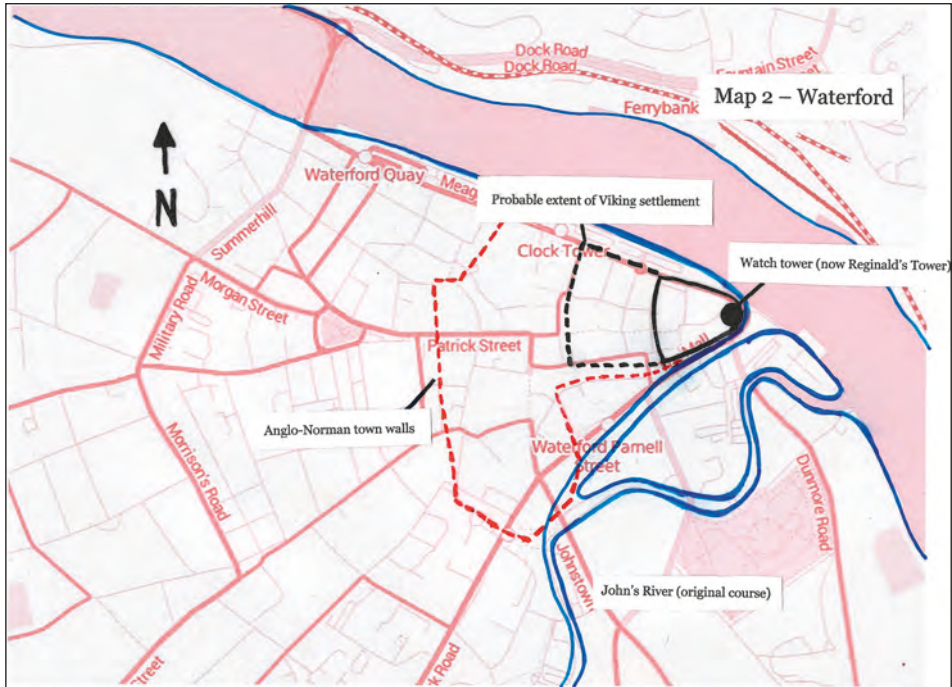 Dock Road
Dock Road
Fountain Street
Map 2 – Waterford
Ferrybank
N
Waterford Quay
Probable extent of Viking settlement
Summerhill
Clock Tower
Watch tower (now Reginald's Tower)
Morgan Street
Military Road
Patrick Street
Mall
Anglo-Norman town walls
Morrison's Road
Waterford Parnell
Street
Dunmore Road
Johnstown
John's River (original course)
Street
Road